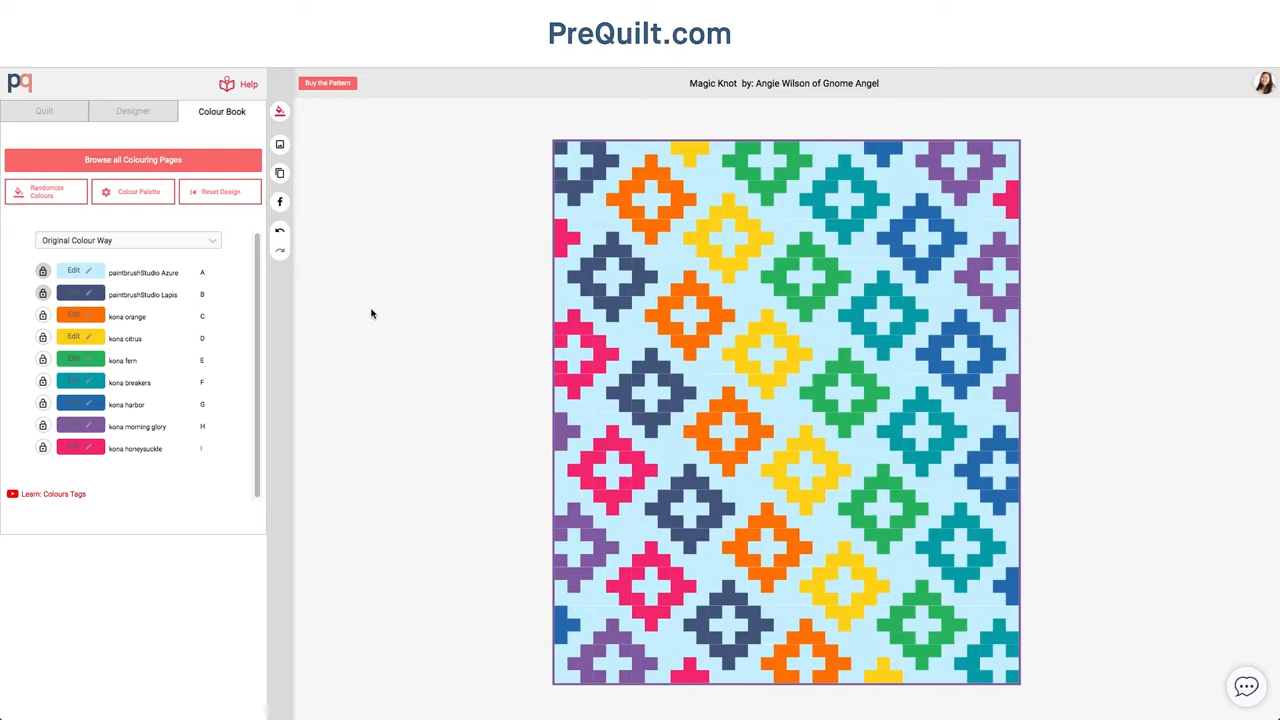 PreQuilt.com
pq
Help
Buy the Pattern
Magic Knot by: Angie Wilson of Gnome Angel
Quilt
Designer
Colour Book
Browse all Colouring Pages
Randomize
Colours
Colour Palette
Reset Design
Original Colour Way
Edit paintbrushStudio Azure A
paintbrushStudio Lapis B
Edit kona orange C
Edit kona citrus D
Edit kona fern E
Edit kona breakers F
kona harbor G
kona morning glory H
kona honeysuckle I
Learn: Colours Tags